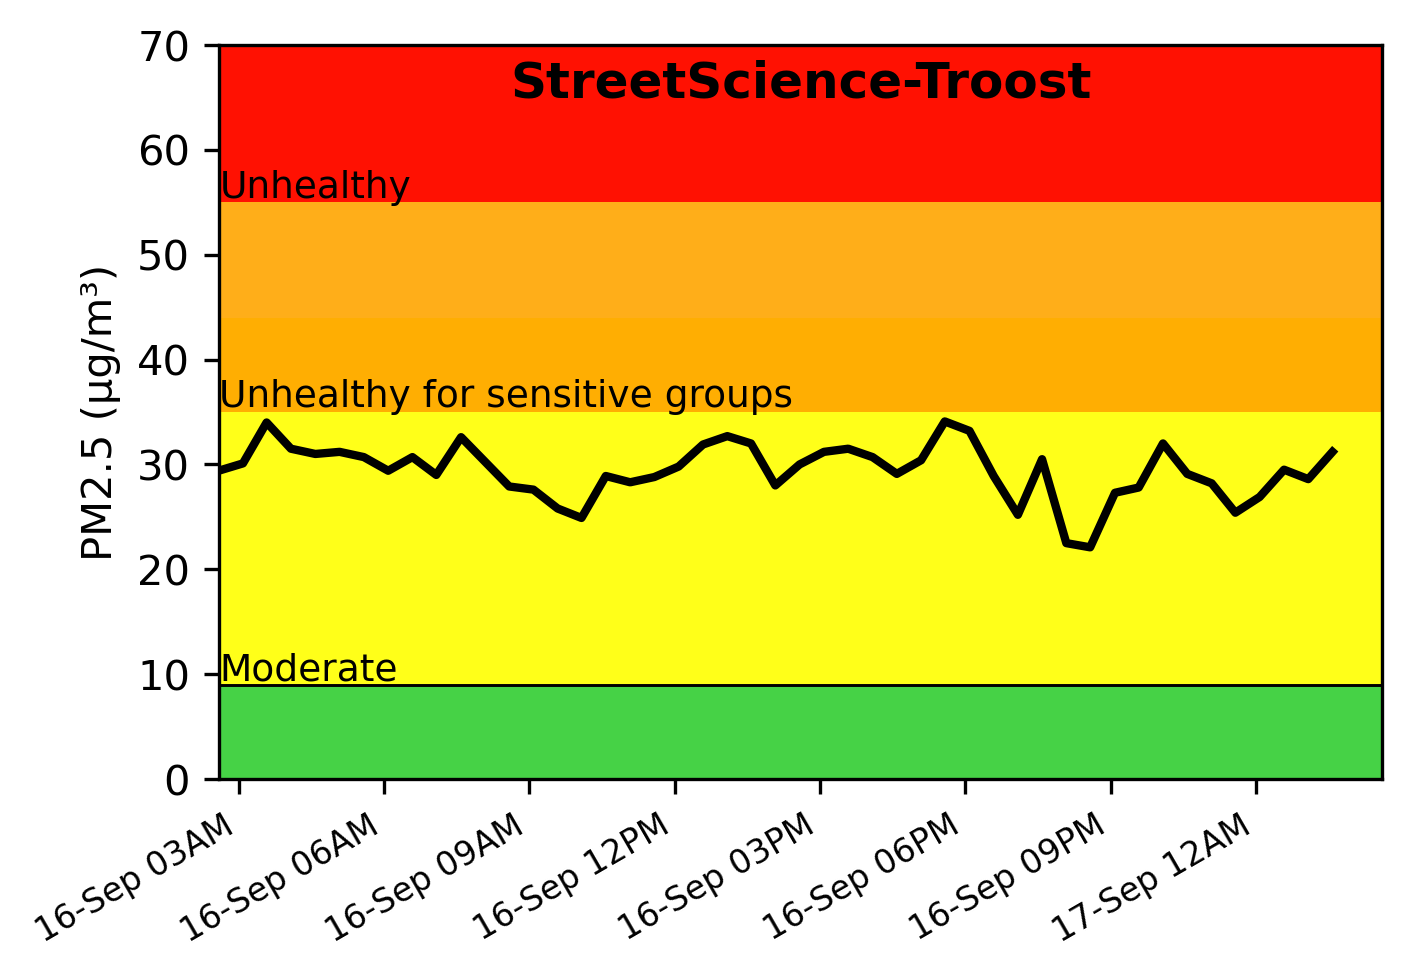 StreetScience-Troost
70
60
50
40
30
20
10
0
PM2.5 (µg/m³)
Unhealthy
Unhealthy for sensitive groups
Moderate
16-Sep 03AM
16-Sep 06AM
16-Sep 09AM
16-Sep 12PM
16-Sep 03PM
16-Sep 06PM
16-Sep 09PM
17-Sep 12AM